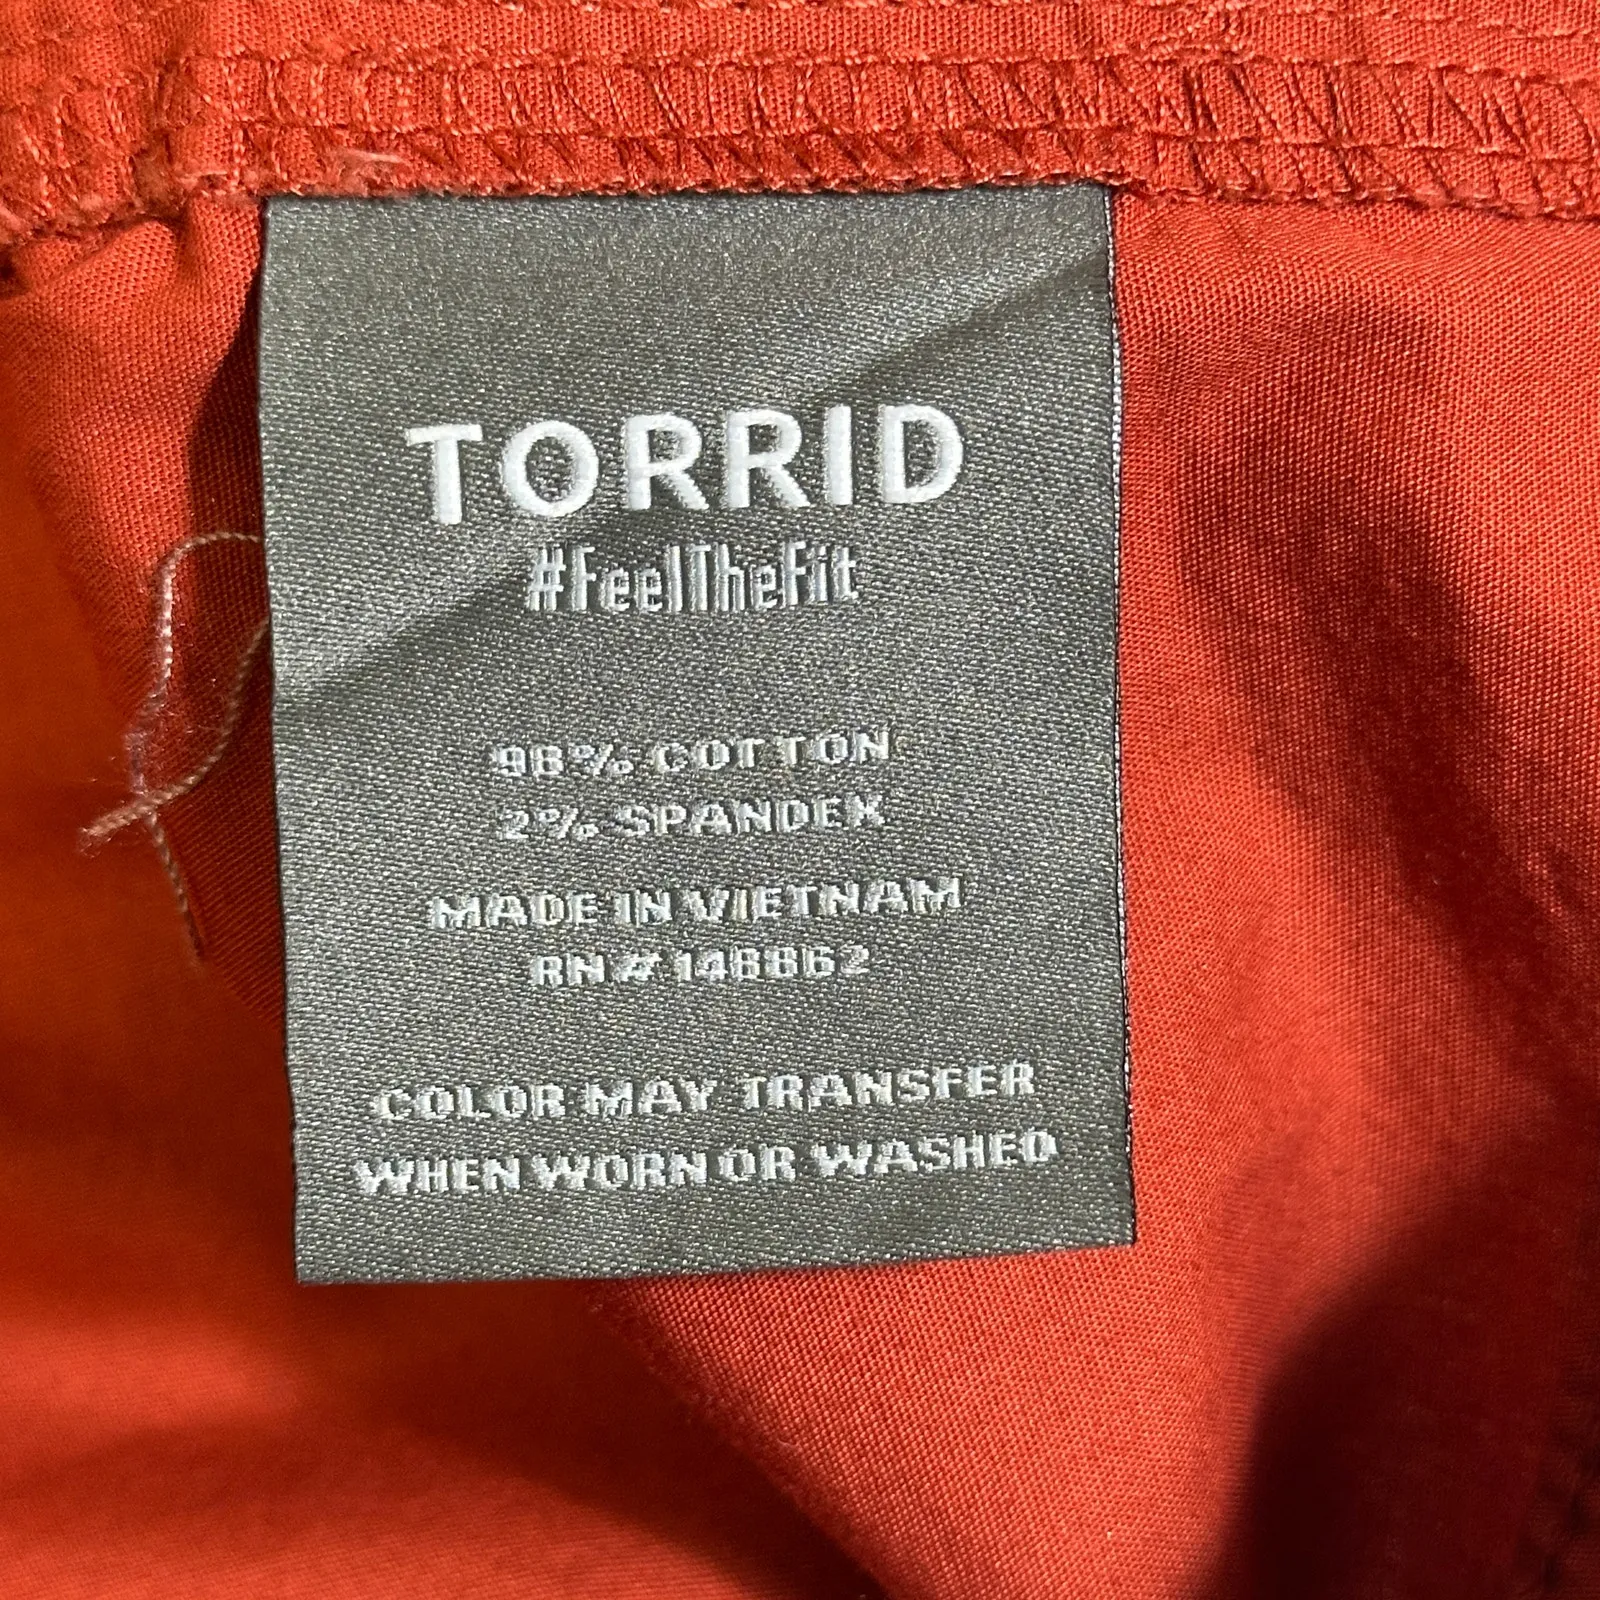 TORRID
#FeelTheFit
98% COTTON
2% SPANDEX
MADE IN VIETNAM
RN # 148862
COLOR MAY TRANSFER
WHEN WORN OR WASHED